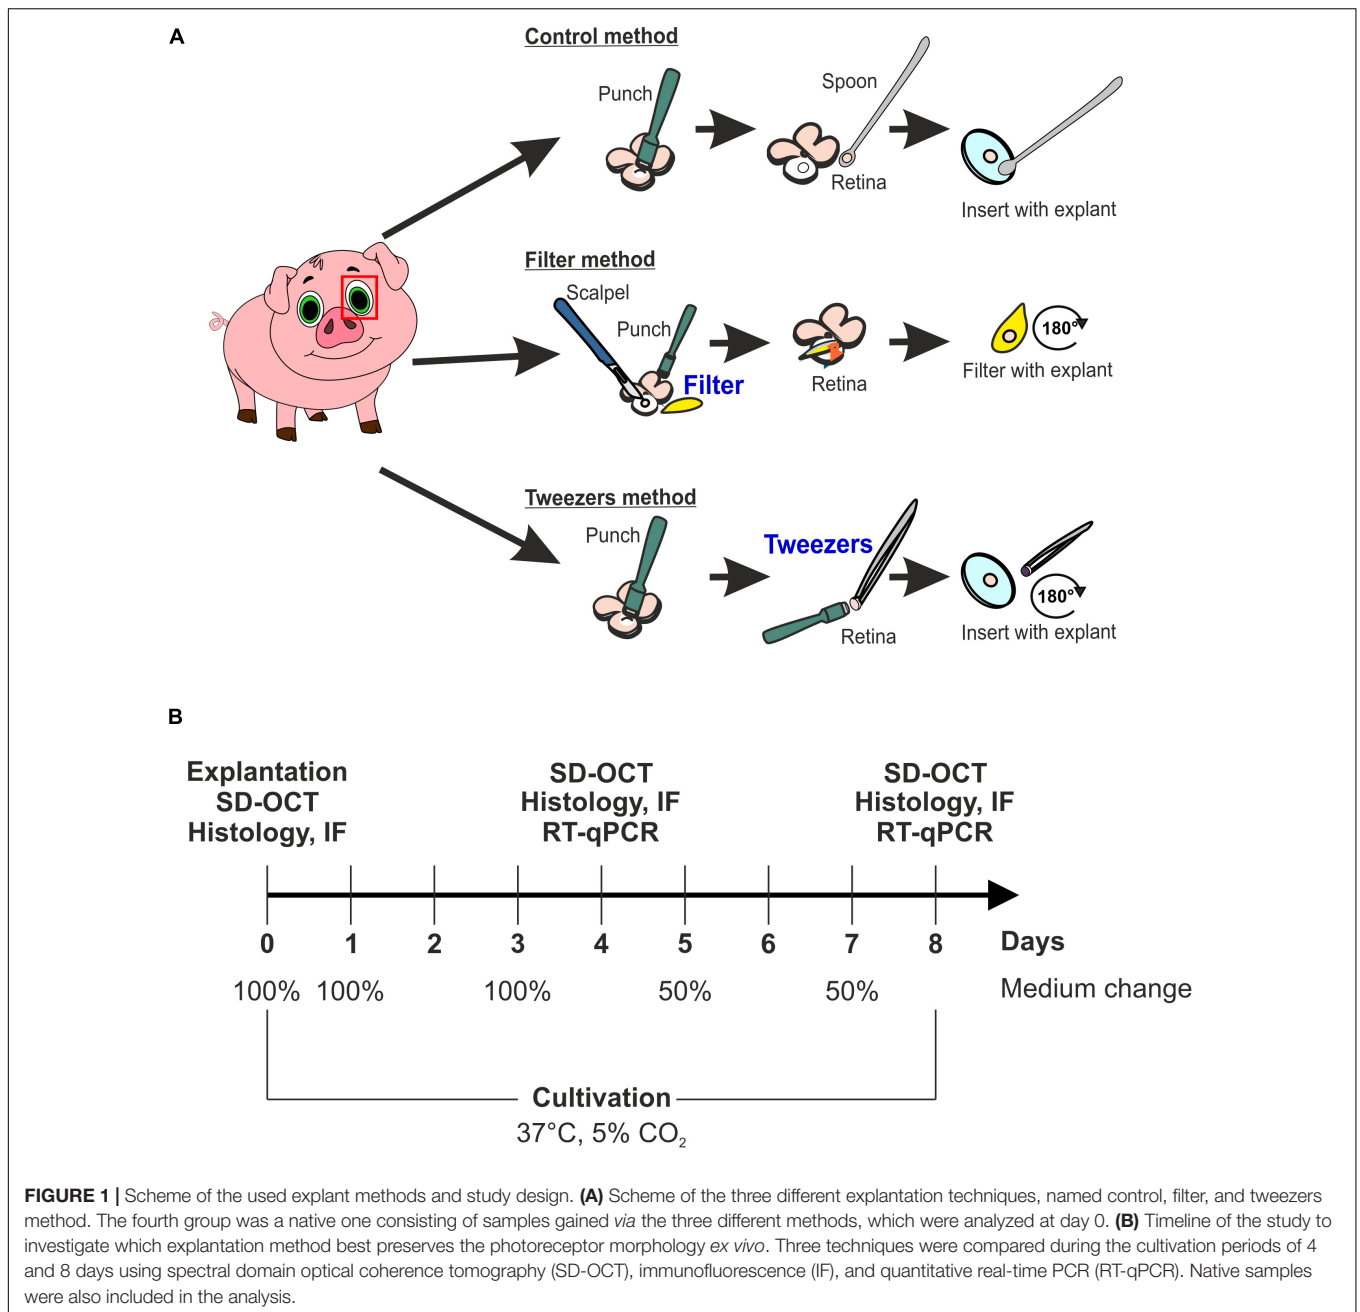 A
Control method
Punch
Spoon
Retina
Insert with explant
Filter method
Scalpel
Punch
Filter
Retina
180°
Filter with explant
Tweezers method
Punch
Tweezers
Retina
180°
Insert with explant
B
Explantation
SD-OCT
Histology, IF
SD-OCT
Histology, IF
RT-qPCR
SD-OCT
Histology, IF
RT-qPCR
0 1 2 3 4 5 6 7 8 Days
100% 100% 100% 50% 50% Medium change
Cultivation
37°C, 5% CO₂
FIGURE 1 | Scheme of the used explant methods and study design. (A) Scheme of the three different explantation techniques, named control, filter, and tweezers
method. The fourth group was a native one consisting of samples gained via the three different methods, which were analyzed at day 0. (B) Timeline of the study to
investigate which explantation method best preserves the photoreceptor morphology ex vivo. Three techniques were compared during the cultivation periods of 4
and 8 days using spectral domain optical coherence tomography (SD-OCT), immunofluorescence (IF), and quantitative real-time PCR (RT-qPCR). Native samples
were also included in the analysis.